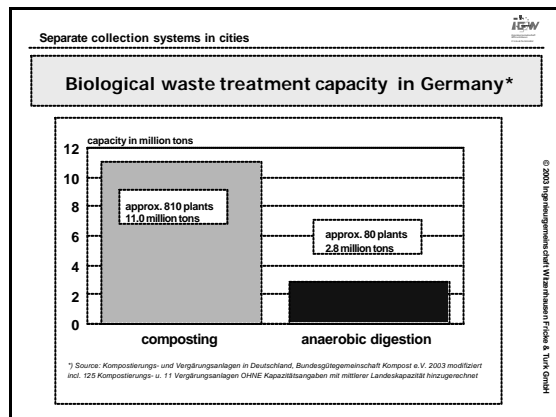 Separate collection systems in cities
iGW
Biological waste treatment capacity in Germany*
capacity in million tons
12
10
8
6
4
2
0
approx. 810 plants
11.0 million tons
approx. 80 plants
2.8 million tons
composting
anaerobic digestion
*) Source: Kompostierungs- und Vergärungsanlagen in Deutschland, Bundesgütegemeinschaft Kompost e.V. 2003 modifiziert
incl. 125 Kompostierungs- u. 11 Vergärungsanlagen OHNE Kapazitätsangaben mit mittlerer Landeskapazität hinzugerechnet
© 2003 Ingenieurgemeinschaft Witzenhausen Fricke & Turk GmbH